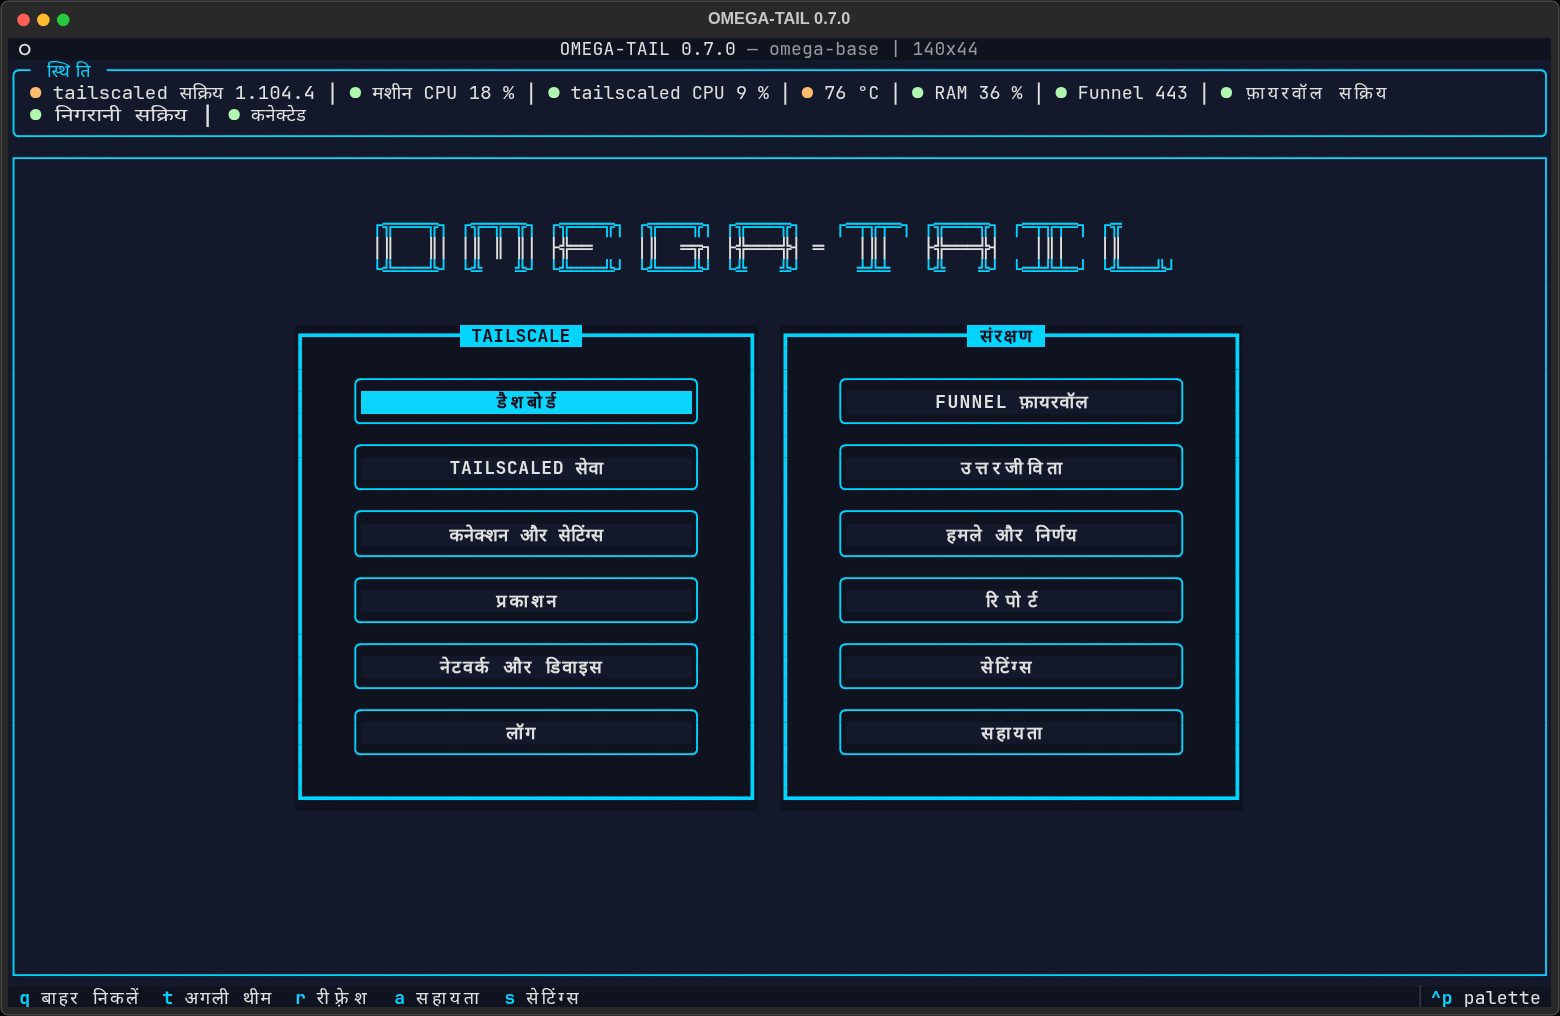 OMEGA-TAIL 0.7.0
OMEGA-TAIL 0.7.0 — omega-base | 140x44
स्थिति
● tailscaled सक्रिय 1.104.4 | ● मशीन CPU 18 % | ● tailscaled CPU 9 % | ● 76 °C | ● RAM 36 % | ● Funnel 443 | ● फ़ायरवॉल सक्रिय
● निगरानी सक्रिय | ● कनेक्टेड
OMEGA-TAIL
TAILSCALE
डैशबोर्ड
TAILSCALED सेवा
कनेक्शन और सेटिंग्स
प्रकाशन
नेटवर्क और डिवाइस
लॉग
संरक्षण
FUNNEL फ़ायरवॉल
उत्तरजीविता
हमले और निर्णय
रिपोर्ट
सेटिंग्स
सहायता
q बाहर निकलें t अगली थीम r रीफ़्रेश a सहायता s सेटिंग्स ^p palette